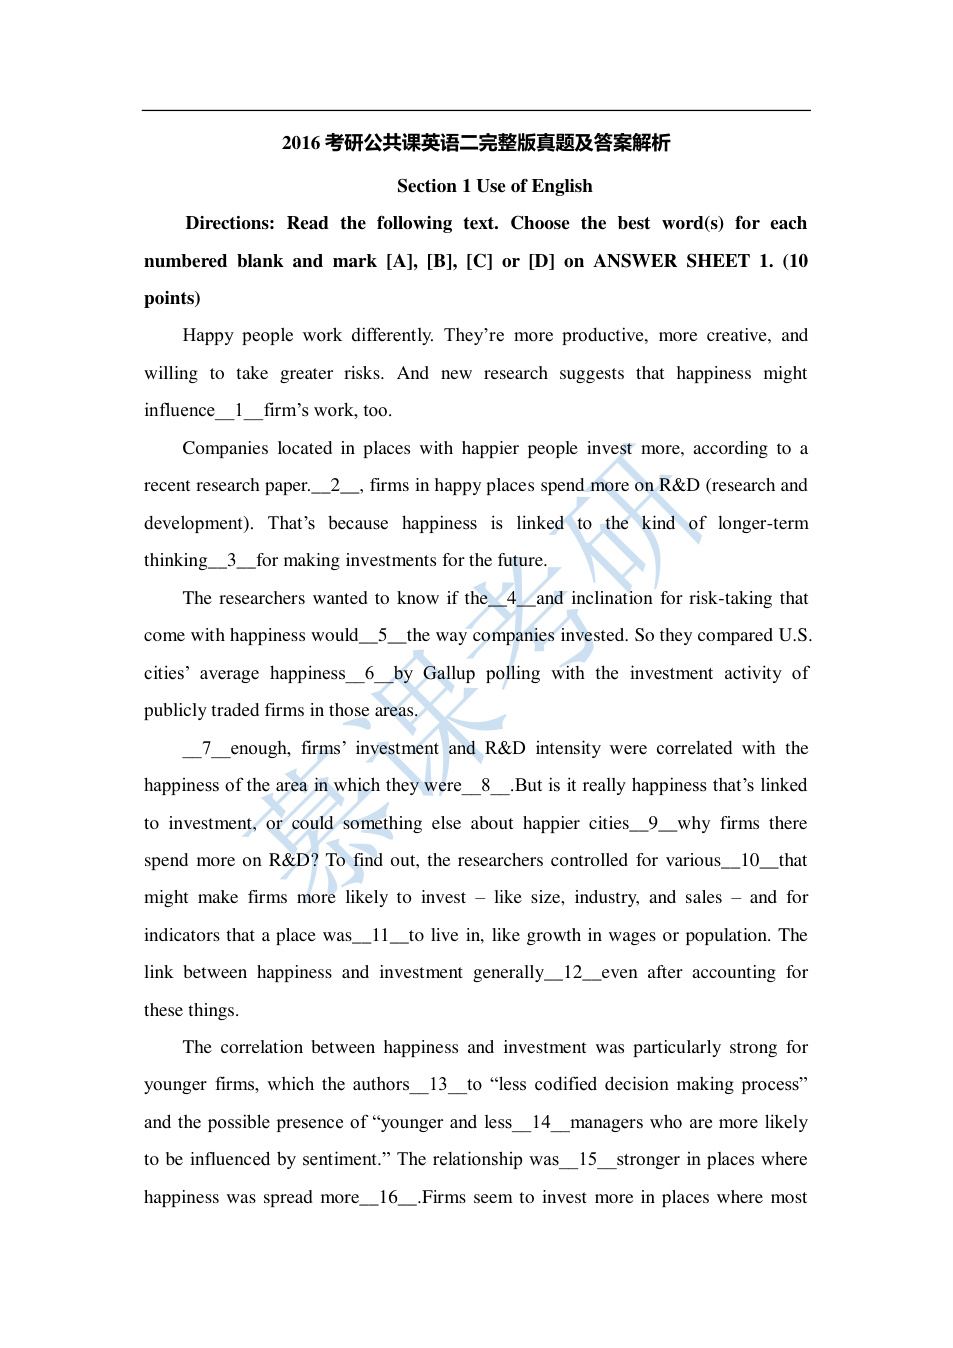 2016考研公共课英语二完整版真题及答案解析
Section 1 Use of English
Directions: Read the following text. Choose the best word(s) for each
numbered blank and mark [A], [B], [C] or [D] on ANSWER SHEET 1. (10
points)
Happy people work differently. They’re more productive, more creative, and
willing to take greater risks. And new research suggests that happiness might
influence__1__firm’s work, too.
Companies located in places with happier people invest more, according to a
recent research paper.__2__, firms in happy places spend more on R&D (research and
development). That’s because happiness is linked to the kind of longer-term
thinking__3__for making investments for the future.
The researchers wanted to know if the__4__and inclination for risk-taking that
come with happiness would__5__the way companies invested. So they compared U.S.
cities’ average happiness__6__by Gallup polling with the investment activity of
publicly traded firms in those areas.
__7__enough, firms’ investment and R&D intensity were correlated with the
happiness of the area in which they were__8__.But is it really happiness that’s linked
to investment, or could something else about happier cities__9__why firms there
spend more on R&D? To find out, the researchers controlled for various__10__that
might make firms more likely to invest – like size, industry, and sales – and for
indicators that a place was__11__to live in, like growth in wages or population. The
link between happiness and investment generally__12__even after accounting for
these things.
The correlation between happiness and investment was particularly strong for
younger firms, which the authors__13__to “less codified decision making process”
and the possible presence of “younger and less__14__managers who are more likely
to be influenced by sentiment.” The relationship was__15__stronger in places where
happiness was spread more__16__.Firms seem to invest more in places where most
慕课考研